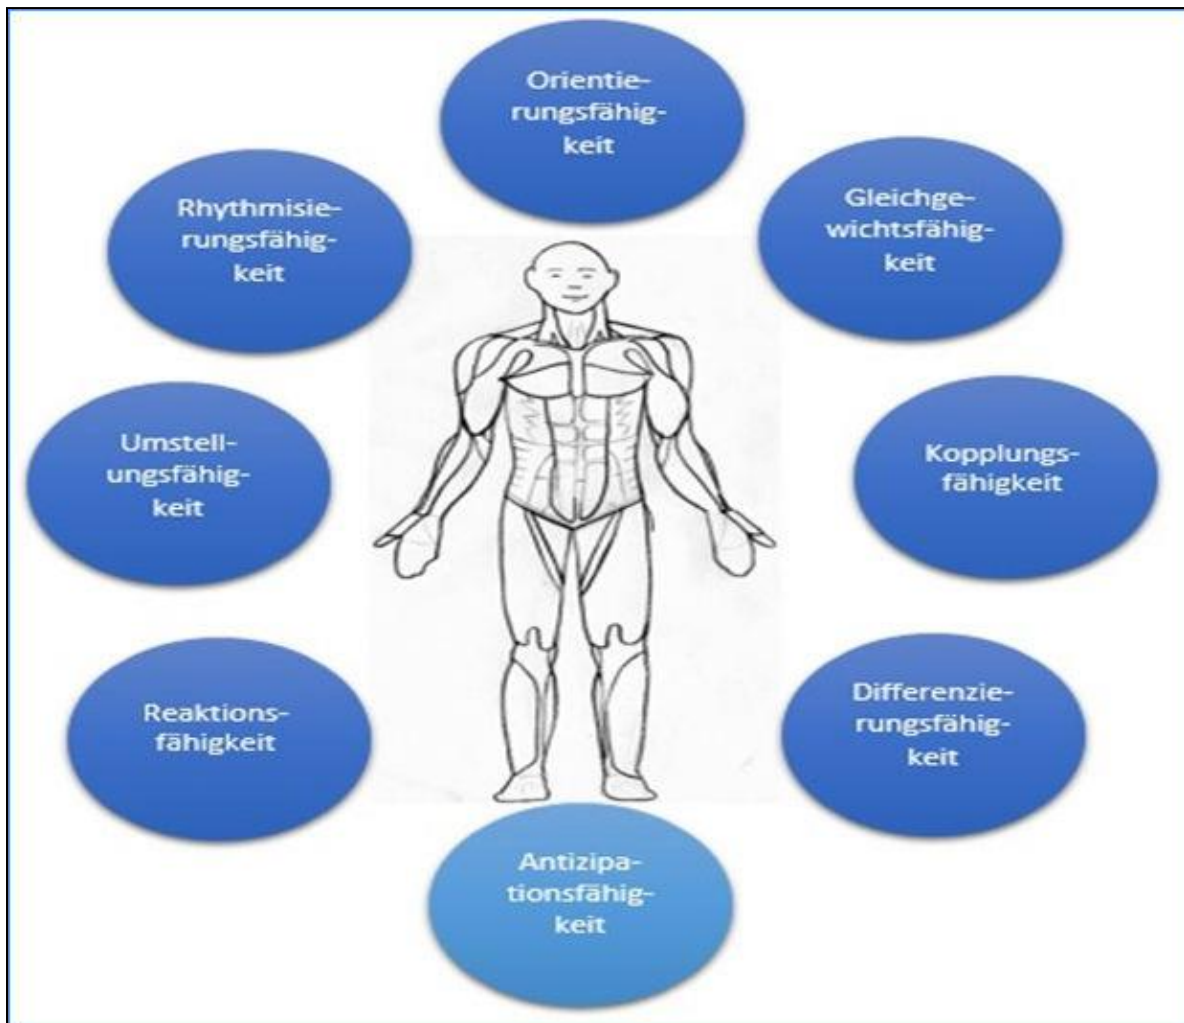 Orientie-
rungsfähig-
keit
Gleichge-
wichtsfähig-
keit
Kopplungs-
fähigkeit
Differenzie-
rungsfähig-
keit
Antizipa-
tionsfähig-
keit
Reaktions-
fähigkeit
Umstell-
ungsfähig-
keit
Rhythmisie-
rungsfähig-
keit